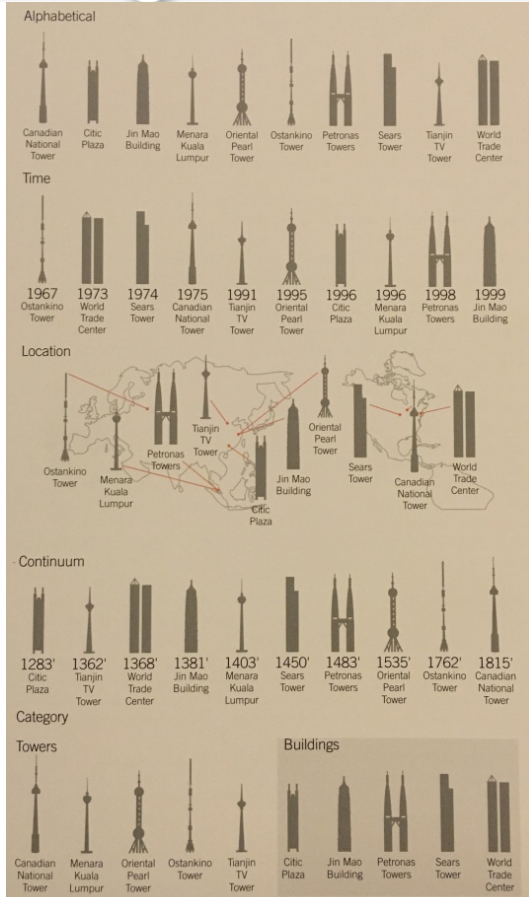 Alphabetical
Canadian National Tower
Citic Plaza
Jin Mao Building
Menara Kuala Lumpur
Oriental Pearl Tower
Ostankino Tower
Petronas Towers
Sears Tower
Tianjin TV Tower
World Trade Center
Time
1967 Ostankino Tower
1973 World Trade Center
1974 Sears Tower
1975 Canadian National Tower
1991 Tianjin TV Tower
1995 Oriental Pearl Tower
1996 Citic Plaza
1996 Menara Kuala Lumpur
1998 Petronas Towers
1999 Jin Mao Building
Location
Ostankino Tower
Menara Kuala Lumpur
Petronas Towers
Tianjin TV Tower
Citic Plaza
Jin Mao Building
Oriental Pearl Tower
Sears Tower
Canadian National Tower
World Trade Center
Continuum
1283' Citic Plaza
1362' Tianjin TV Tower
1368' World Trade Center
1381' Jin Mao Building
1403' Menara Kuala Lumpur
1450' Sears Tower
1483' Petronas Towers
1535' Oriental Pearl Tower
1762' Ostankino Tower
1815' Canadian National Tower
Category
Towers
Canadian National Tower
Menara Kuala Lumpur
Oriental Pearl Tower
Ostankino Tower
Tianjin TV Tower
Buildings
Citic Plaza
Jin Mao Building
Petronas Towers
Sears Tower
World Trade Center